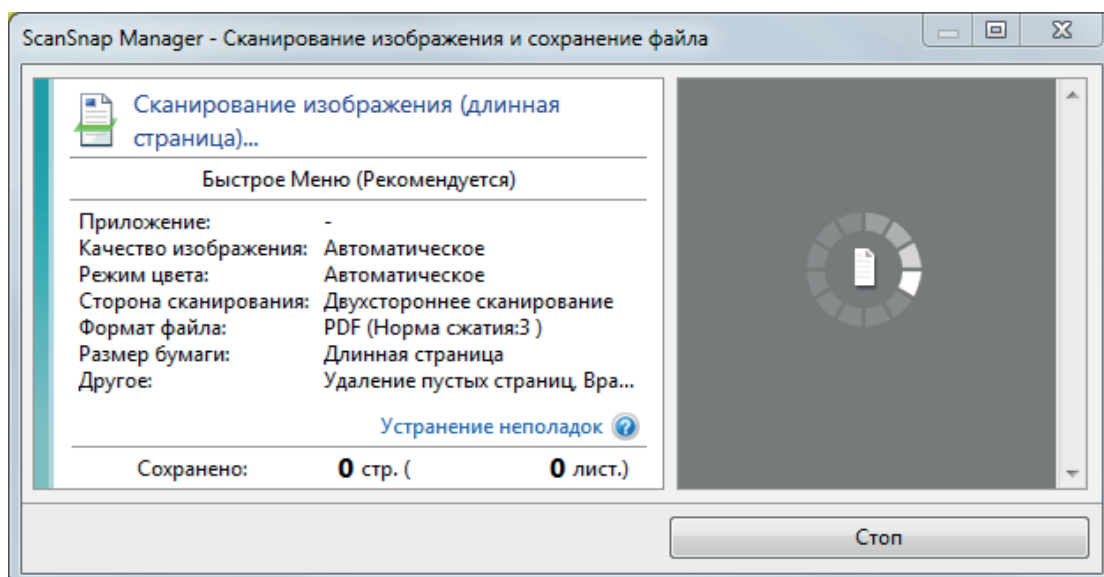 ScanSnap Manager - Сканирование изображения и сохранение файла
Сканирование изображения (длинная
страница)...
Быстрое Меню (Рекомендуется)
Приложение: -
Качество изображения: Автоматическое
Режим цвета: Автоматическое
Сторона сканирования: Двухстороннее сканирование
Формат файла: PDF (Норма сжатия:3 )
Размер бумаги: Длинная страница
Другое: Удаление пустых страниц, Вра...
Устранение неполадок
Сохранено: 0 стр. ( 0 лист.)
Стоп